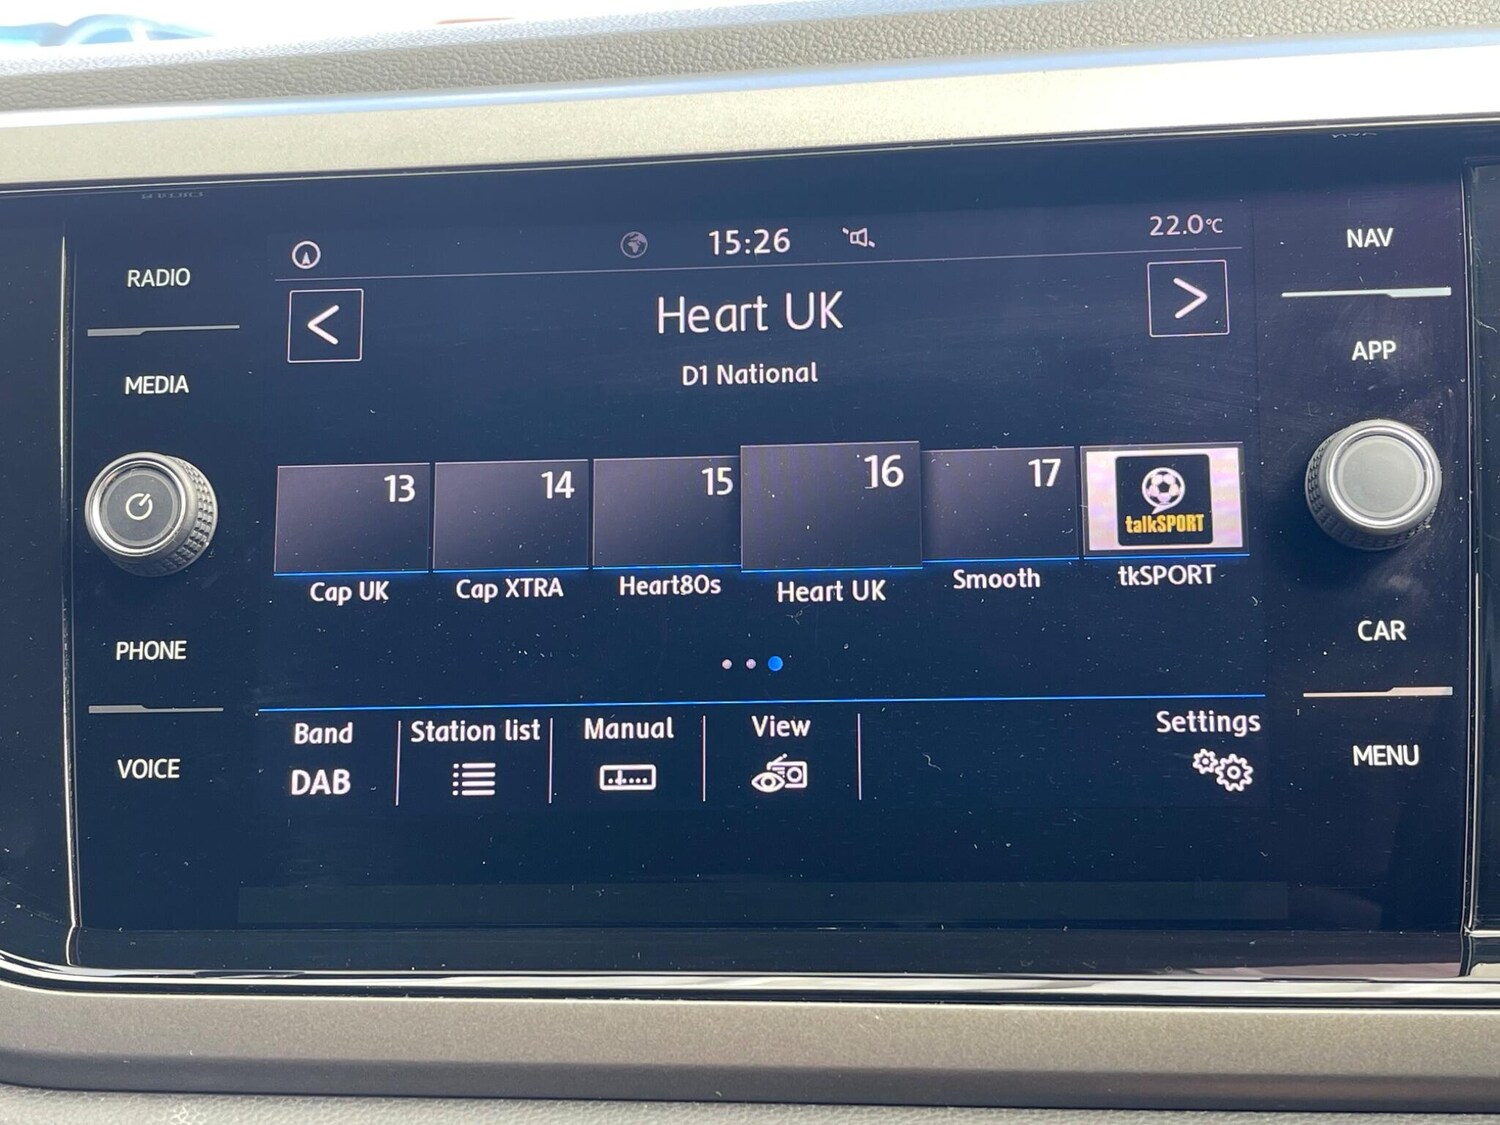 RADIO
MEDIA
PHONE
VOICE
15:26
22.0°C
Heart UK
D1 National
13
14
15
16
17
talkSPORT
Cap UK
Cap XTRA
Heart80s
Heart UK
Smooth
tkSPORT
Band
DAB
Station list
Manual
View
Settings
NAV
APP
CAR
MENU